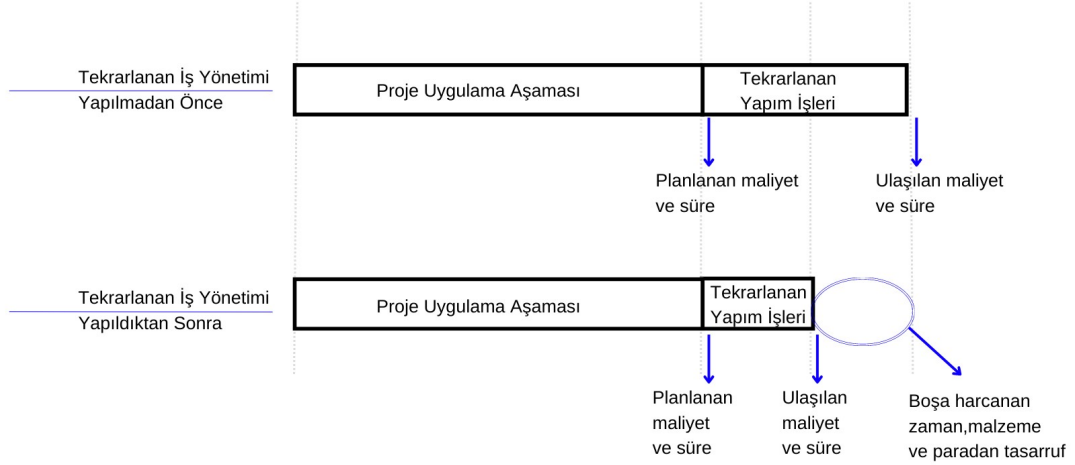 Tekrarlanan İş Yönetimi
Yapılmadan Önce
Proje Uygulama Aşaması
Tekrarlanan
Yapım İşleri
Planlanan maliyet
ve süre
Ulaşılan maliyet
ve süre
Tekrarlanan İş Yönetimi
Yapıldıktan Sonra
Proje Uygulama Aşaması
Tekrarlanan
Yapım İşleri
Planlanan
maliyet
ve süre
Ulaşılan
maliyet
ve süre
Boşa harcanan
zaman,malzeme
ve paradan tasarruf